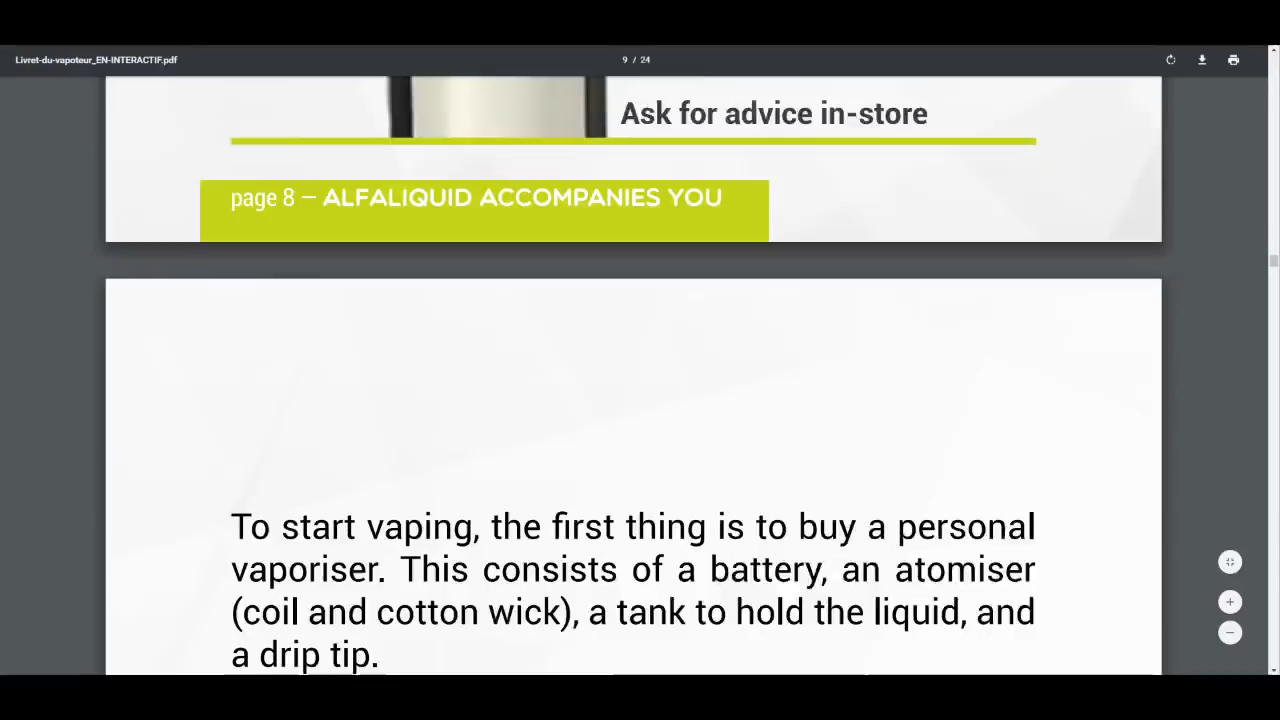 Livret-du-vapoteur_EN-INTERACTIF.pdf
9 / 24
Ask for advice in-store
page 8 – ALFALIQUID ACCOMPANIES YOU
To start vaping, the first thing is to buy a personal
vaporiser. This consists of a battery, an atomiser
(coil and cotton wick), a tank to hold the liquid, and
a drip tip.